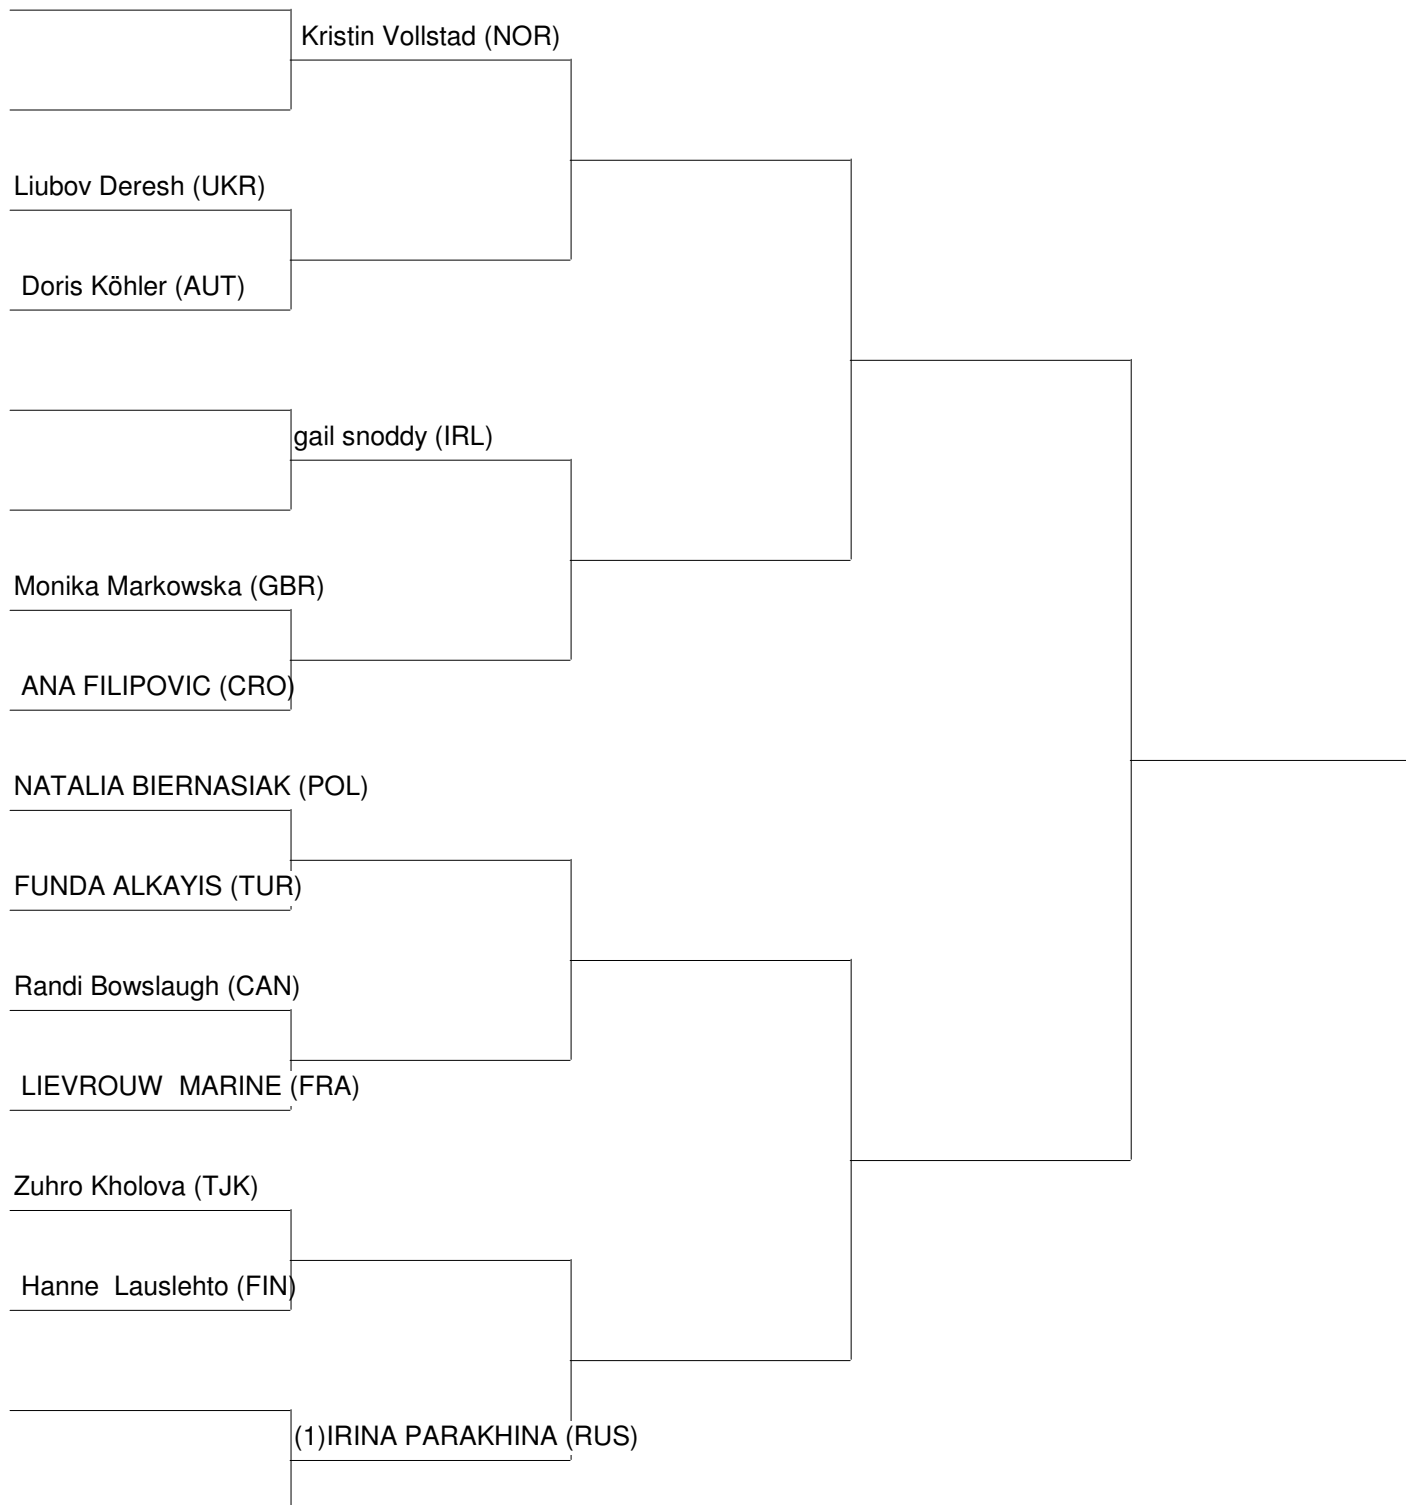 Kristin Vollstad (NOR)
Liubov Deresh (UKR)
Doris Köhler (AUT)
gail snoddy (IRL)
Monika Markowska (GBR)
ANA FILIPOVIC (CRO)
NATALIA BIERNASIAK (POL)
FUNDA ALKAYIS (TUR)
Randi Bowslaugh (CAN)
LIEVROUW  MARINE (FRA)
Zuhro Kholova (TJK)
Hanne  Lauslehto (FIN)
(1)IRINA PARAKHINA (RUS)